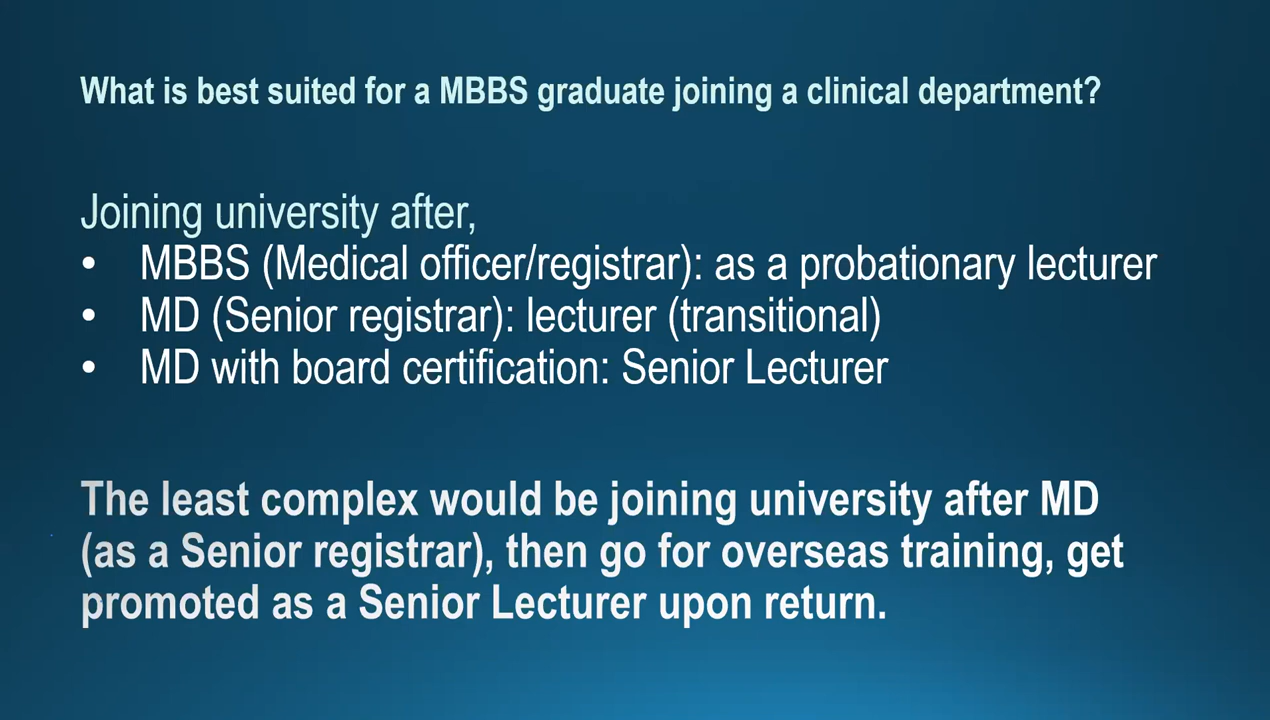 What is best suited for a MBBS graduate joining a clinical department?
Joining university after,
• MBBS (Medical officer/registrar): as a probationary lecturer
• MD (Senior registrar): lecturer (transitional)
• MD with board certification: Senior Lecturer
The least complex would be joining university after MD
(as a Senior registrar), then go for overseas training, get
promoted as a Senior Lecturer upon return.